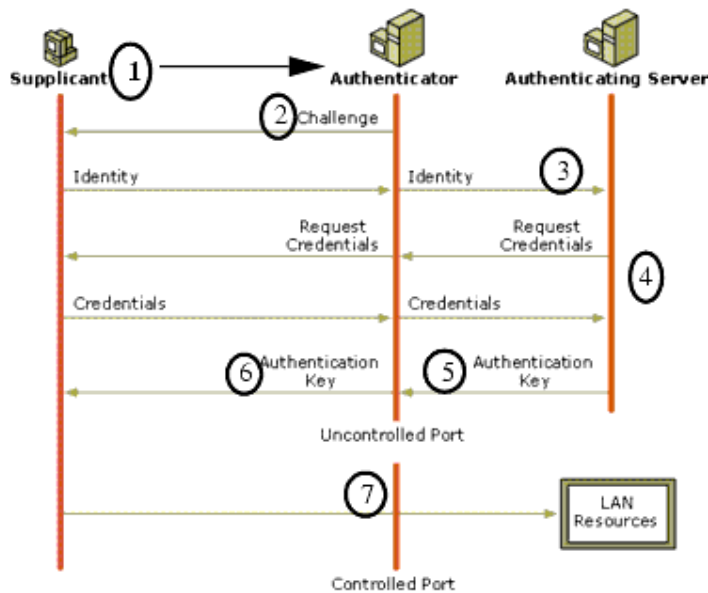 Supplicant
1
Authenticator
Authenticating Server
2
Challenge
Identity
Identity
3
Request
Credentials
Request
Credentials
4
Credentials
Credentials
6
Authentication
Key
5
Authentication
Key
Uncontrolled Port
7
LAN
Resources
Controlled Port